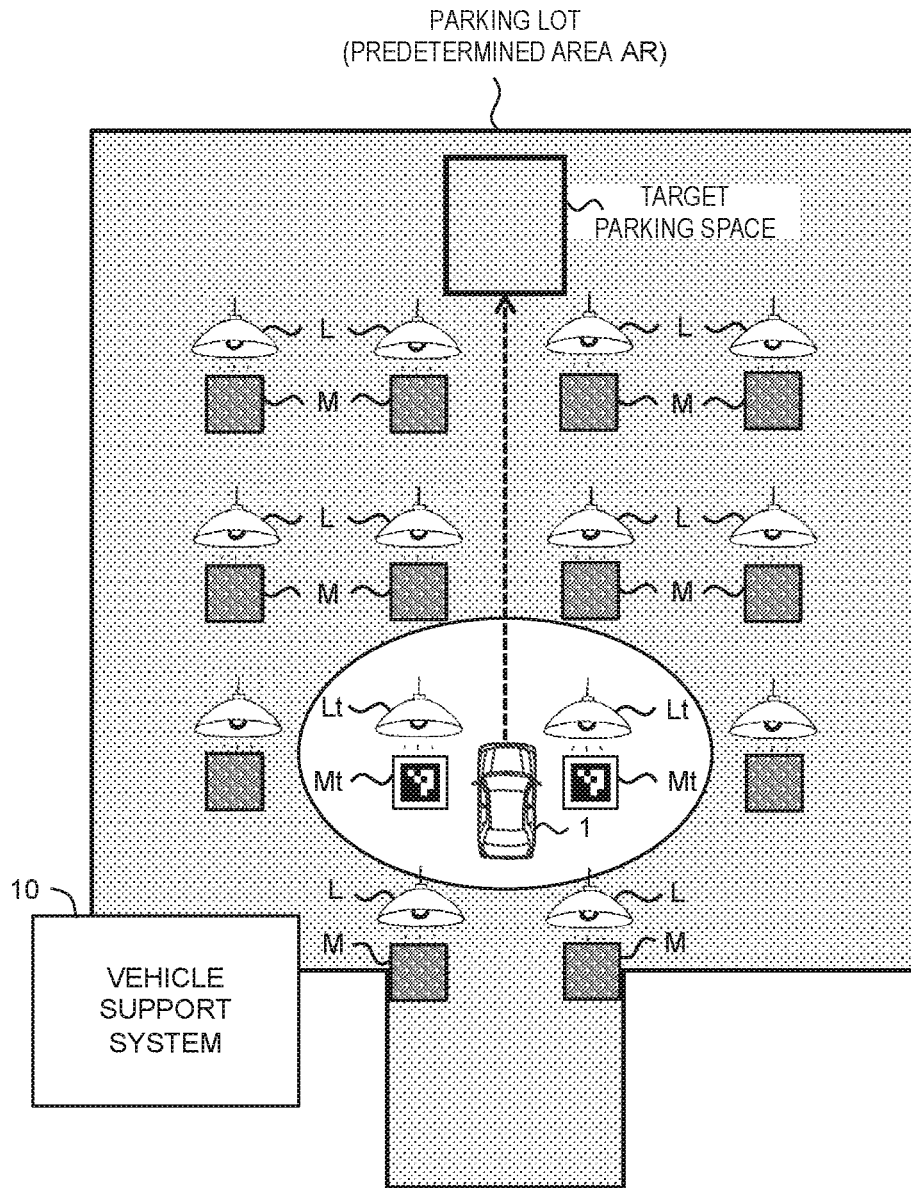 PARKING LOT
(PREDETERMINED AREA AR)
TARGET
PARKING SPACE
L L
M M
L L
M M
Lt Lt
Mt Mt
1
10
L L
M M
VEHICLE
SUPPORT
SYSTEM